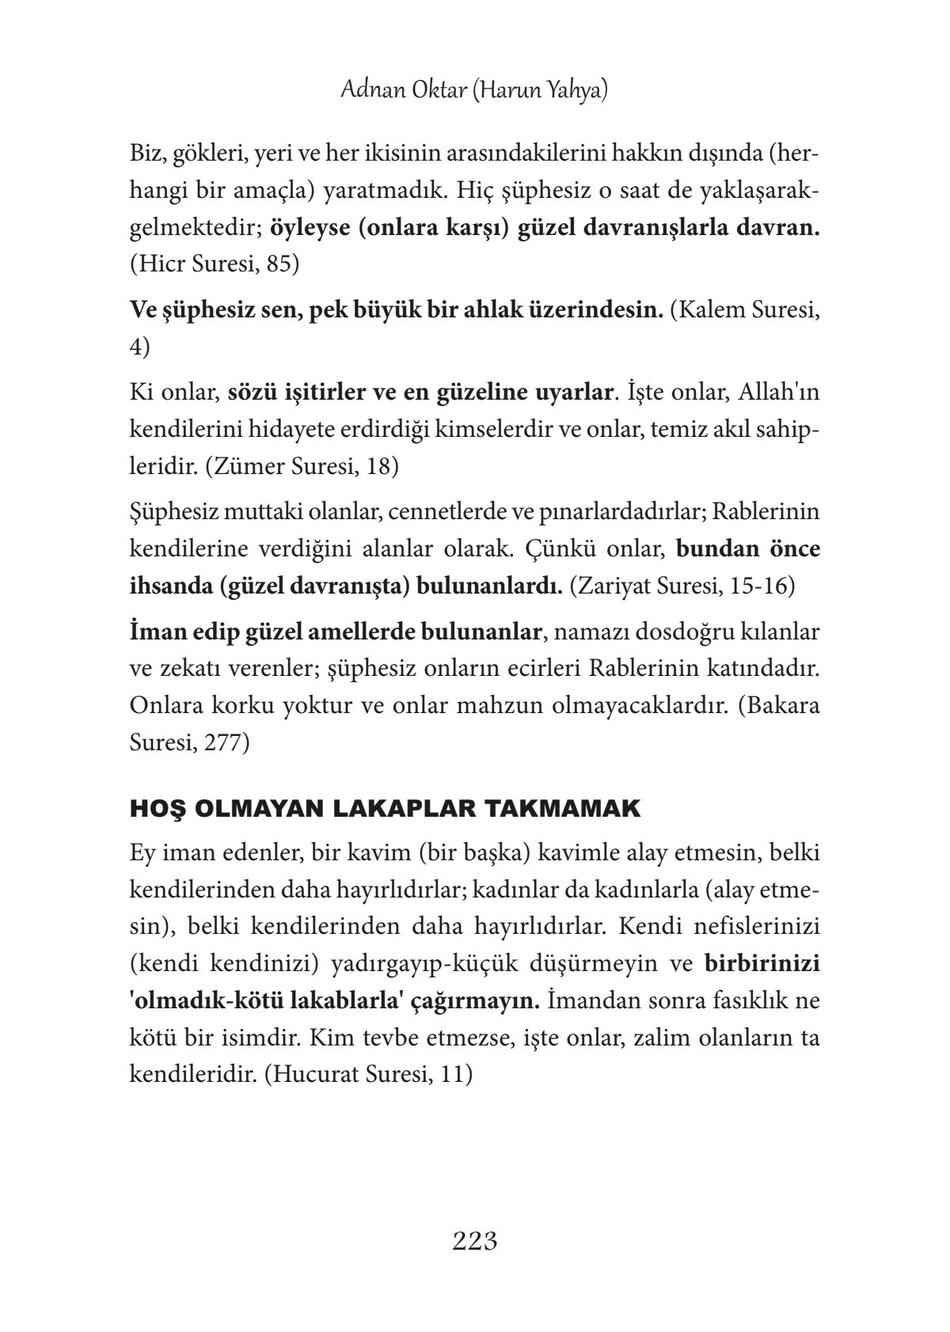 Adnan Oktar (Harun Yahya)
Biz, gökleri, yeri ve her ikisinin arasındakilerini hakkın dışında (her-
hangi bir amaçla) yaratmadık. Hiç şüphesiz o saat de yaklaşarak-
gelmektedir; öyleyse (onlara karşı) güzel davranışlarla davran.
(Hicr Suresi, 85)
Ve şüphesiz sen, pek büyük bir ahlak üzerindesin. (Kalem Suresi,
4)
Ki onlar, sözü işitirler ve en güzeline uyarlar. İşte onlar, Allah'ın
kendilerini hidayete erdirdiği kimselerdir ve onlar, temiz akıl sahip-
leridir. (Zümer Suresi, 18)
Şüphesiz muttaki olanlar, cennetlerde ve pınarlardadırlar; Rablerinin
kendilerine verdiğini alanlar olarak. Çünkü onlar, bundan önce
ihsanda (güzel davranışta) bulunanlardı. (Zariyat Suresi, 15-16)
İman edip güzel amellerde bulunanlar, namazı dosdoğru kılanlar
ve zekatı verenler; şüphesiz onların ecirleri Rablerinin katındadır.
Onlara korku yoktur ve onlar mahzun olmayacaklardır. (Bakara
Suresi, 277)
HOŞ OLMAYAN LAKAPLAR TAKMAMAK
Ey iman edenler, bir kavim (bir başka) kavimle alay etmesin, belki
kendilerinden daha hayırlıdırlar; kadınlar da kadınlarla (alay etme-
sin), belki kendilerinden daha hayırlıdırlar. Kendi nefislerinizi
(kendi kendinizi) yadırgayıp-küçük düşürmeyin ve birbirinizi
'olmadık-kötü lakablarla' çağırmayın. İmandan sonra fasıklık ne
kötü bir isimdir. Kim tevbe etmezse, işte onlar, zalim olanların ta
kendileridir. (Hucurat Suresi, 11)
223